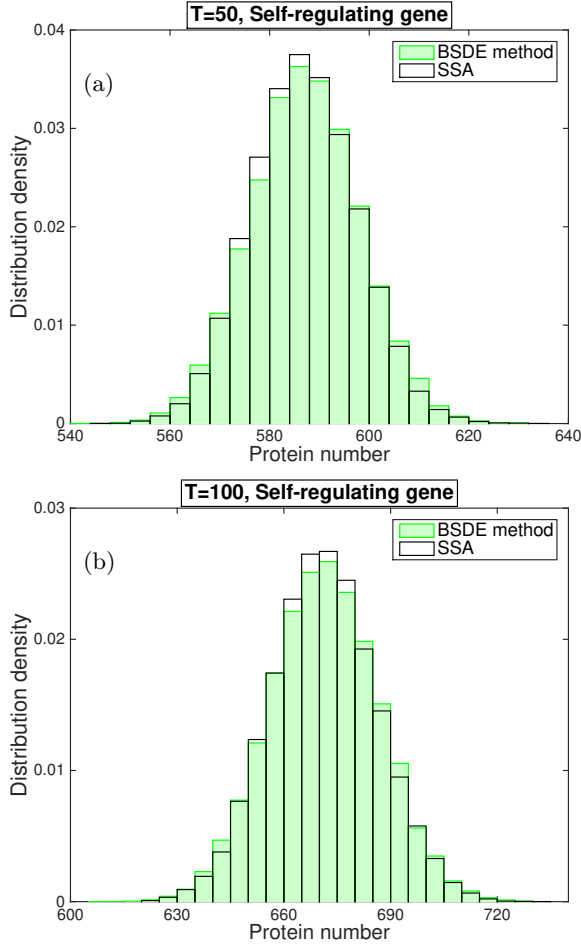 T=50, Self-regulating gene
0.04
BSDE method
SSA
(a)
0.03
Distribution density
0.02
0.01
0
540 560 580 600 620 640
Protein number
T=100, Self-regulating gene
0.03
BSDE method
SSA
(b)
0.02
Distribution density
0.01
0
600 630 660 690 720
Protein number